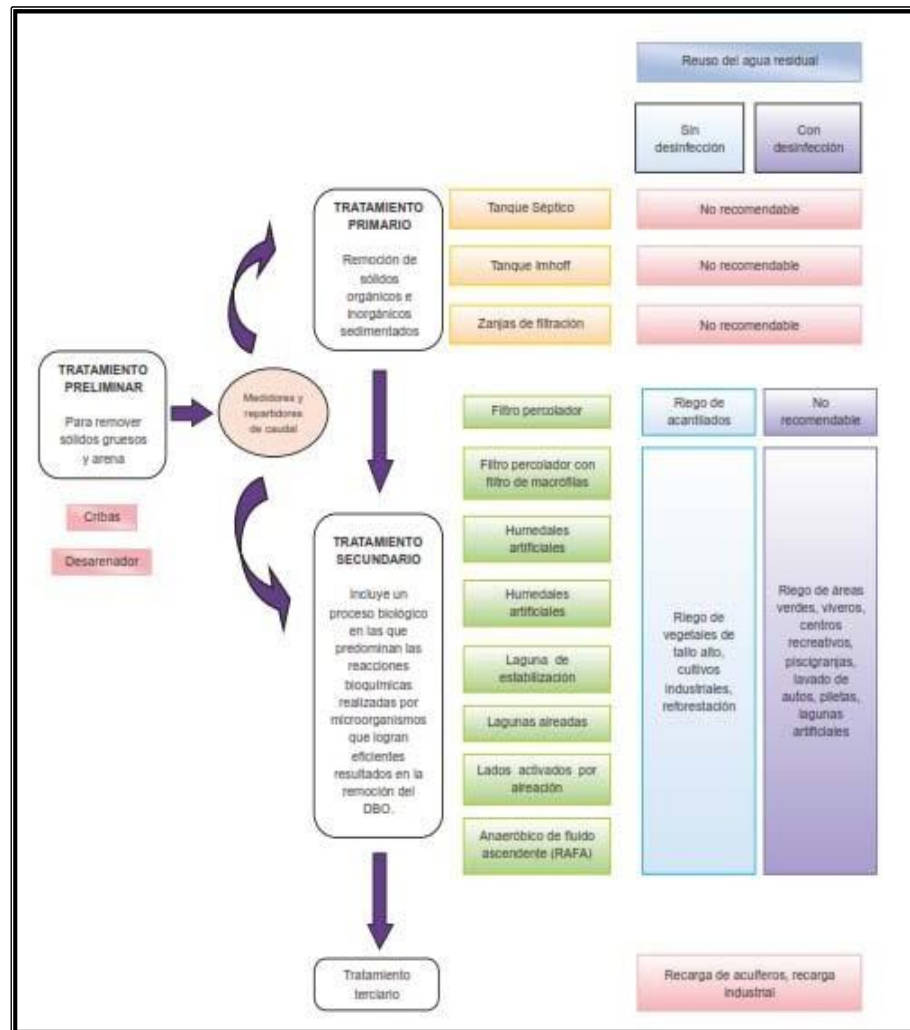 Reuso del agua residual
Sin
desinfección
Con
desinfección
TRATAMIENTO
PRIMARIO
Remoción de
sólidos
orgánicos e
inorgánicos
sedimentados
Tanque Séptico
No recomendable
Tanque Imhoff
No recomendable
Zanjas de filtración
No recomendable
TRATAMIENTO
PRELIMINAR
Para remover
sólidos gruesos
y arena
Cribas
Desarenador
Medidores y
repartidores
de caudal
TRATAMIENTO
SECUNDARIO
Incluye un
proceso biológico
en las que
predominan las
reacciones
bioquímicas
realizadas por
microorganismos
que logran
eficientes
resultados en la
remoción del
DBO.
Filtro percolador
Riego de
acantilados
No
recomendable
Filtro percolador con
filtro de macrófilas
Humedales
artificiales
Humedales
artificiales
Laguna de
estabilización
Lagunas aireadas
Lados activados por
aireación
Anaeróbico de fluido
ascendente (RAFA)
Riego de
vegetales de
tallo alto,
cultivos
industriales,
reforestación
Riego de áreas
verdes, viveros,
centros
recreativos,
piscigranjas,
lavado de
autos, piletas,
lagunas
artificiales
Tratamiento
terciario
Recarga de acuíferos, recarga
industrial